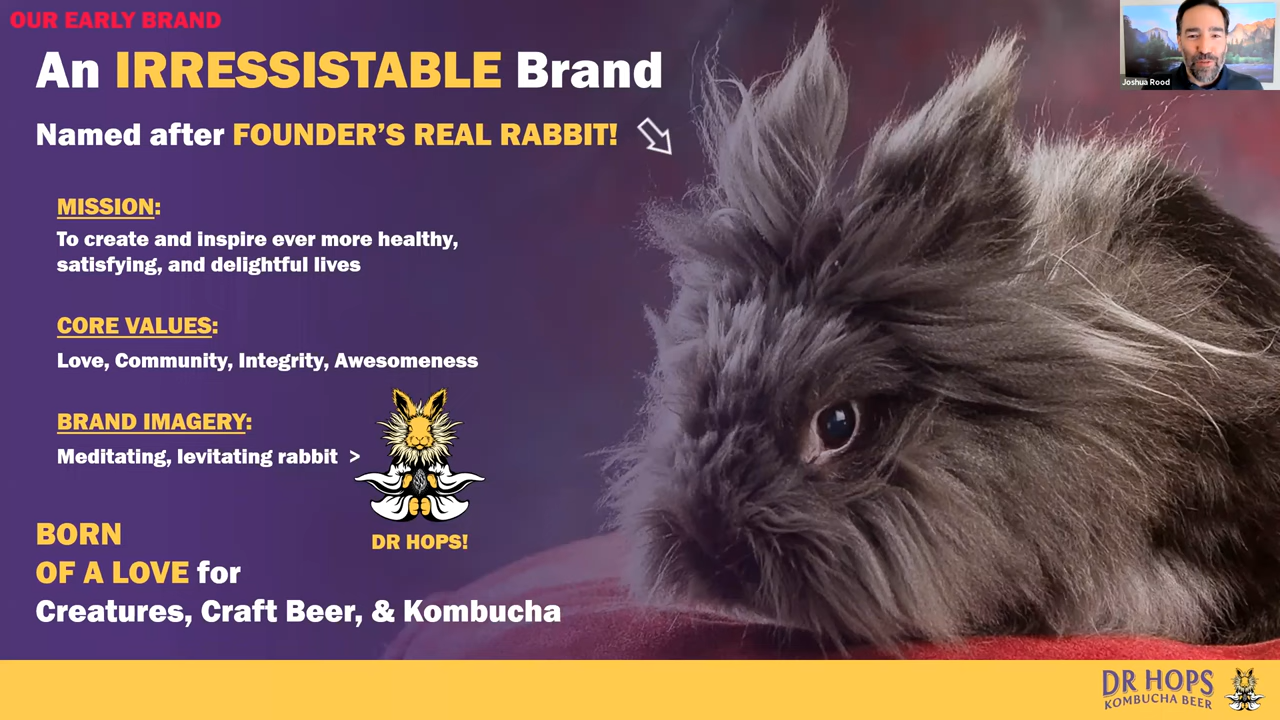 OUR EARLY BRAND
An IRRESSISTABLE Brand
Joshua Rood
Named after FOUNDER’S REAL RABBIT!
MISSION:
To create and inspire ever more healthy,
satisfying, and delightful lives
CORE VALUES:
Love, Community, Integrity, Awesomeness
BRAND IMAGERY:
Meditating, levitating rabbit >
DR HOPS!
BORN
OF A LOVE for
Creatures, Craft Beer, & Kombucha
DR HOPS
KOMBUCHA BEER